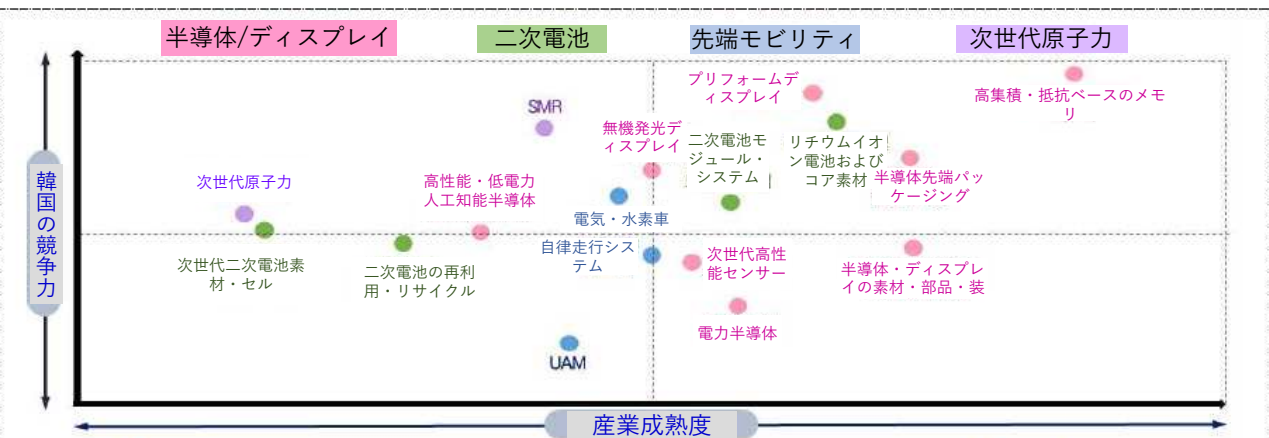 半導体/ディスプレイ
二次電池
先端モビリティ
次世代原子力
プリフォームデ
ィスプレイ
高集積・抵抗ベースのメモ
リ
SMR
無機発光デ
ィスプレイ
二次電池モ
ジュール・
システム
リチウムイオ
ン電池および
コア素材
半導体先端パッ
ケージング
次世代原子力
高性能・低電力
人工知能半導体
電気・水素車
韓国の競争力
次世代二次電池素
材・セル
二次電池の再利
用・リサイクル
自律走行シス
テム
次世代高性
能センサー
半導体・ディスプレ
イの素材・部品・装
電力半導体
UAM
産業成熟度